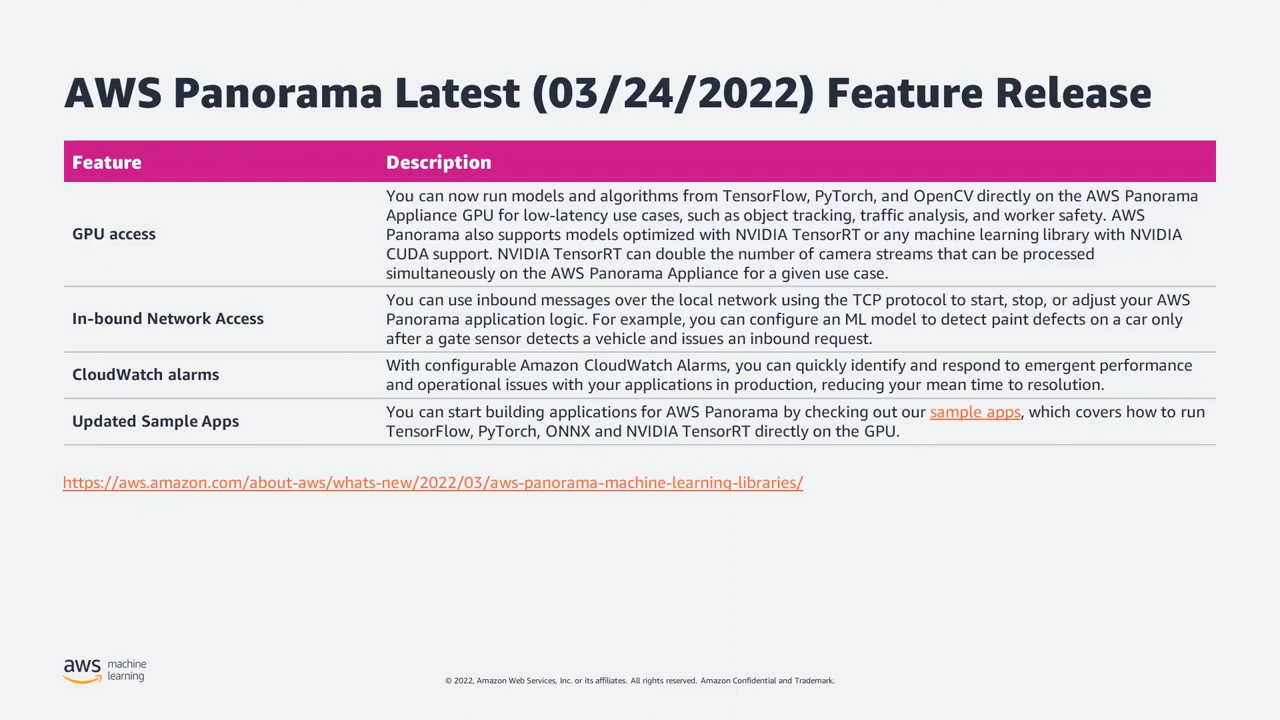 AWS Panorama Latest (03/24/2022) Feature Release
Feature
Description
GPU access
You can now run models and algorithms from TensorFlow, PyTorch, and OpenCV directly on the AWS Panorama
Appliance GPU for low-latency use cases, such as object tracking, traffic analysis, and worker safety. AWS
Panorama also supports models optimized with NVIDIA TensorRT or any machine learning library with NVIDIA
CUDA support. NVIDIA TensorRT can double the number of camera streams that can be processed
simultaneously on the AWS Panorama Appliance for a given use case.
In-bound Network Access
You can use inbound messages over the local network using the TCP protocol to start, stop, or adjust your AWS
Panorama application logic. For example, you can configure an ML model to detect paint defects on a car only
after a gate sensor detects a vehicle and issues an inbound request.
CloudWatch alarms
With configurable Amazon CloudWatch Alarms, you can quickly identify and respond to emergent performance
and operational issues with your applications in production, reducing your mean time to resolution.
Updated Sample Apps
You can start building applications for AWS Panorama by checking out our sample apps, which covers how to run
TensorFlow, PyTorch, ONNX and NVIDIA TensorRT directly on the GPU.
https://aws.amazon.com/about-aws/whats-new/2022/03/aws-panorama-machine-learning-libraries/
aws machine
learning
© 2022, Amazon Web Services, Inc. or its affiliates. All rights reserved. Amazon Confidential and Trademark.